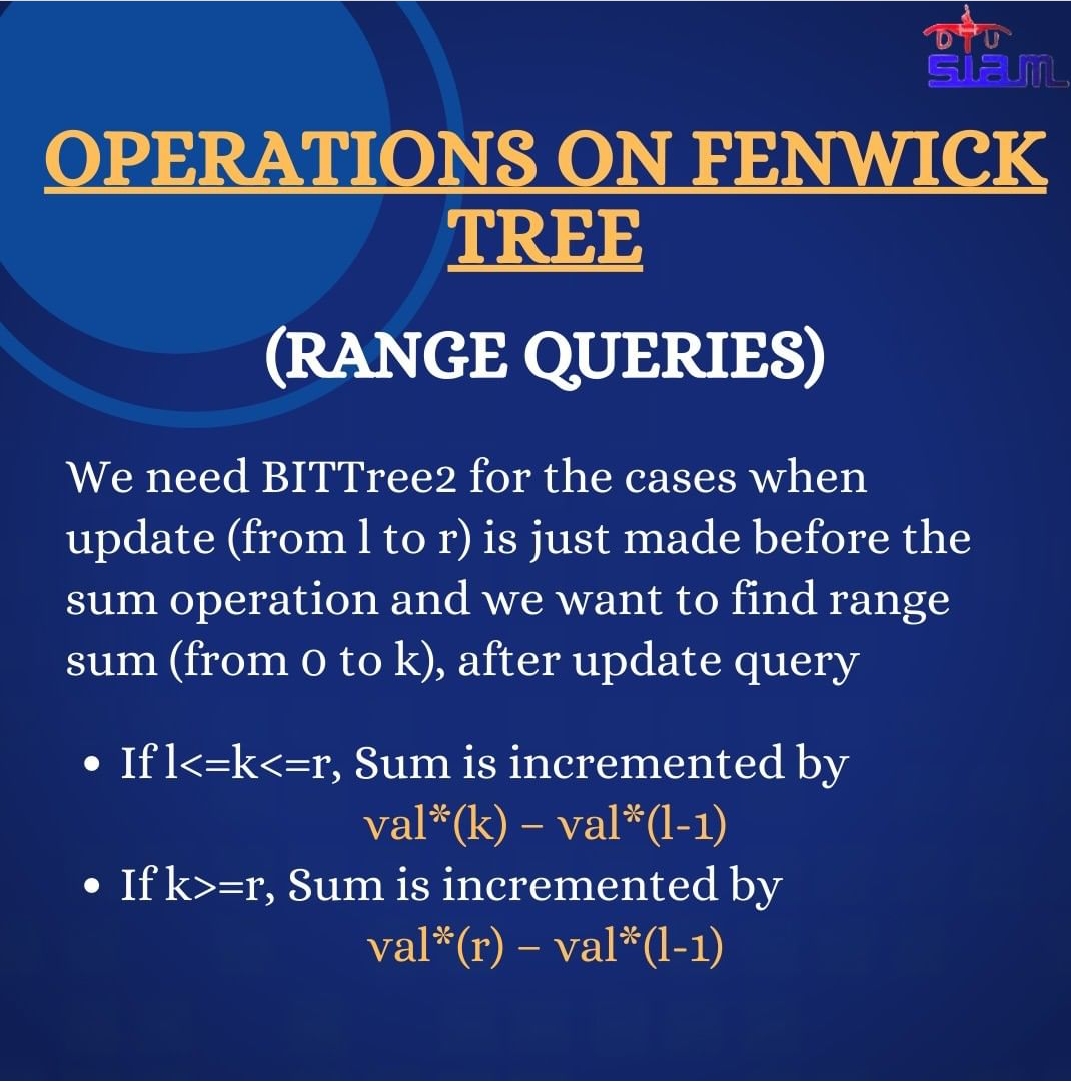 DTU
siam
OPERATIONS ON FENWICK
TREE
(RANGE QUERIES)
We need BITTree2 for the cases when
update (from l to r) is just made before the
sum operation and we want to find range
sum (from 0 to k), after update query
• If l<=k<=r, Sum is incremented by
val*(k) – val*(l-1)
• If k>=r, Sum is incremented by
val*(r) – val*(l-1)